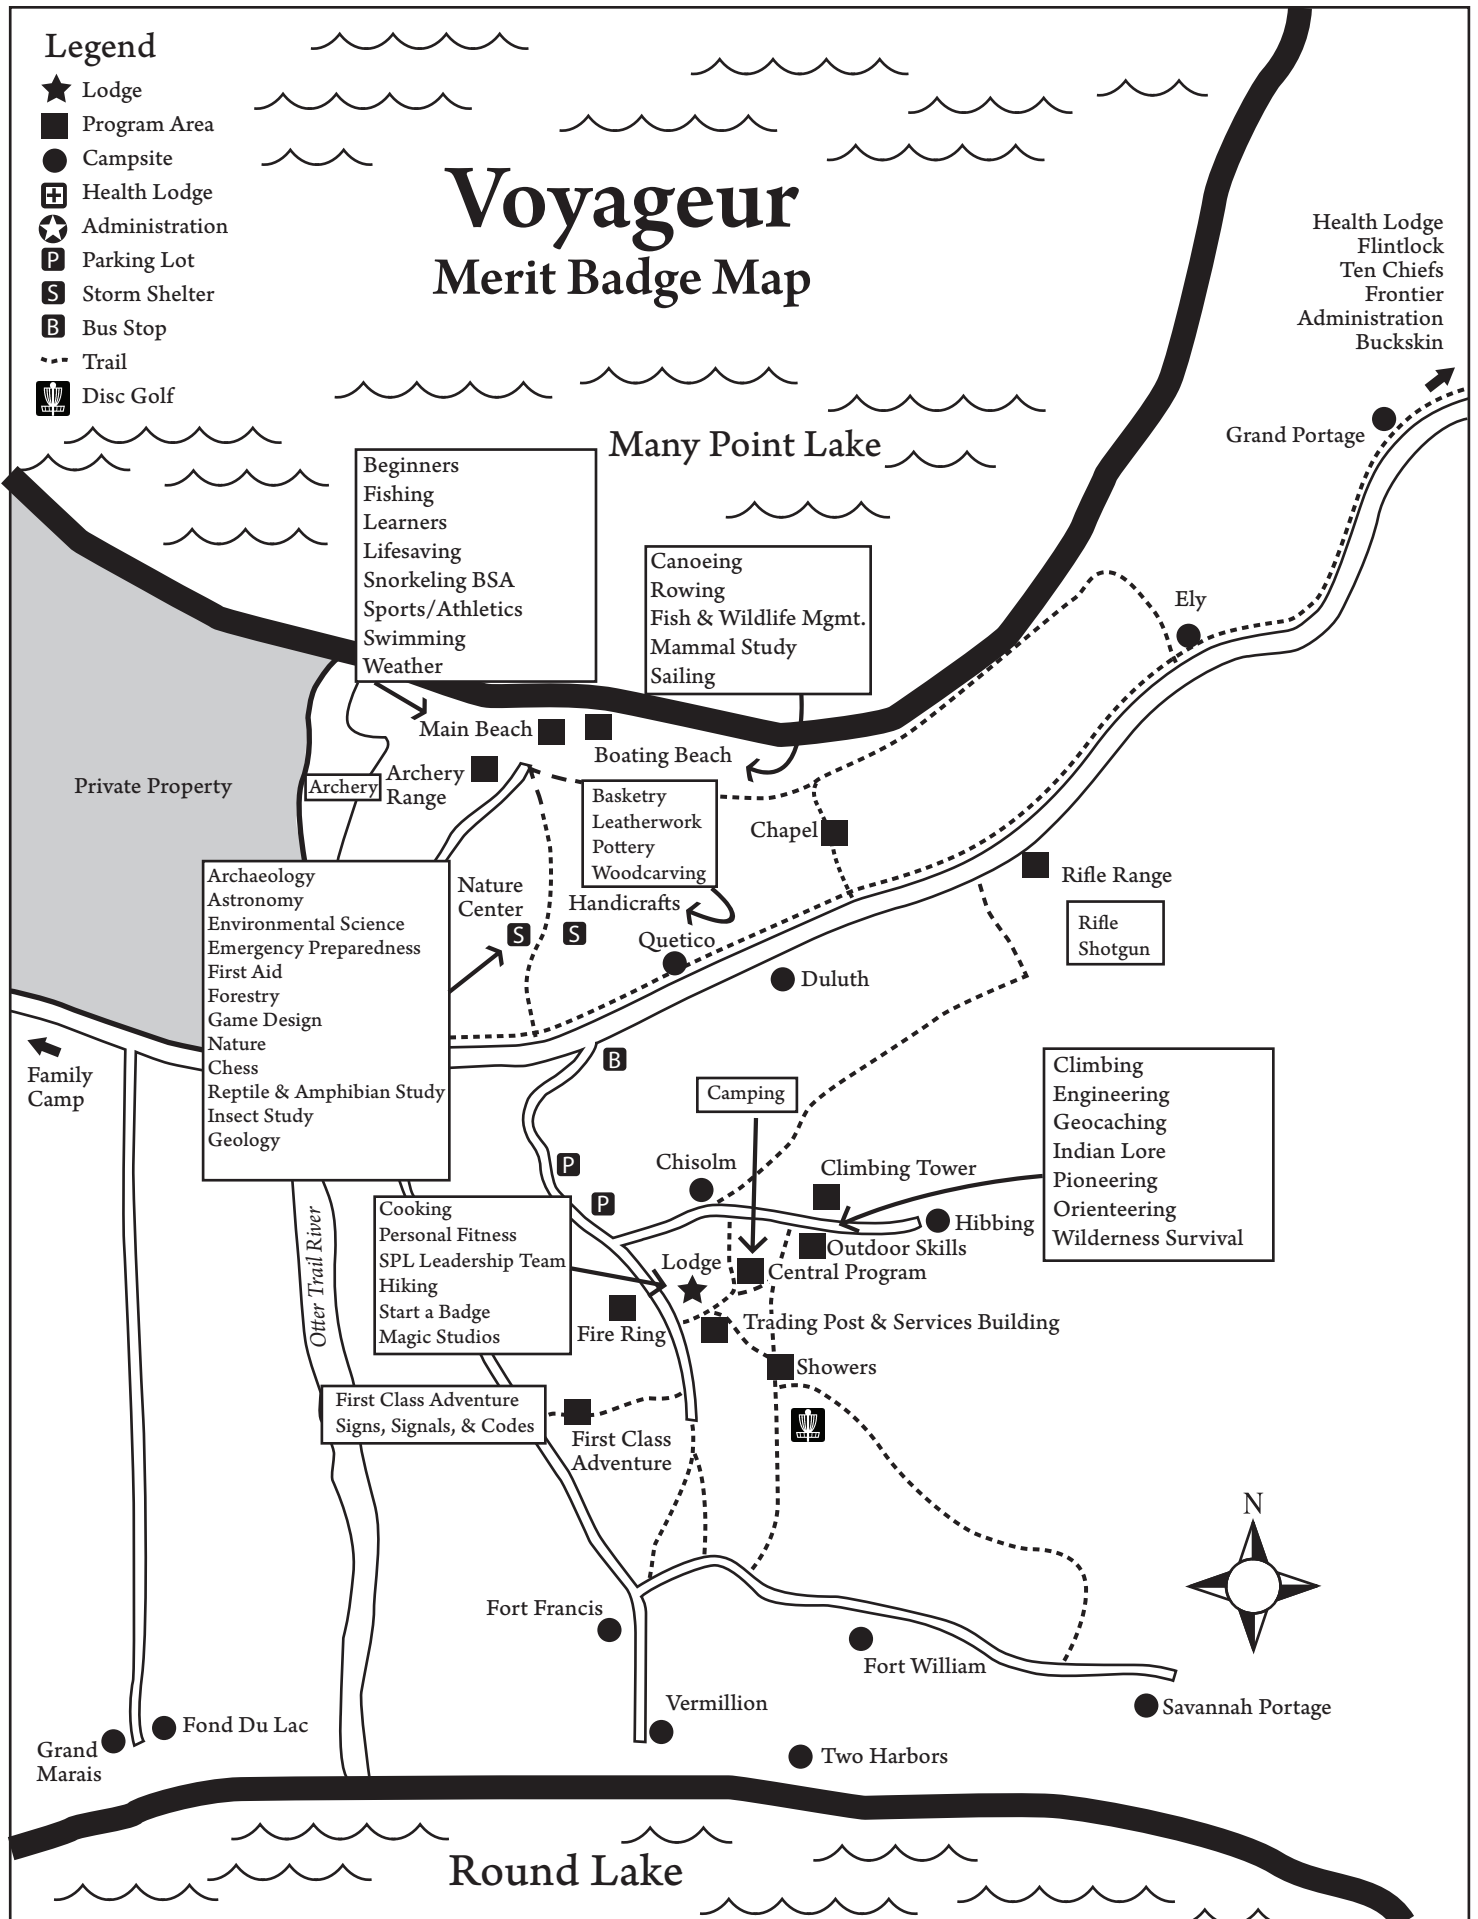 Legend
Lodge
Program Area
Campsite
Health Lodge
Administration
P Parking Lot
S Storm Shelter
B Bus Stop
Trail
Disc Golf
Voyageur
Merit Badge Map
Health Lodge
Flintlock
Ten Chiefs
Frontier
Administration
Buckskin
Grand Portage
Many Point Lake
Beginners
Fishing
Learners
Lifesaving
Snorkeling BSA
Sports/Athletics
Swimming
Weather
Canoeing
Rowing
Fish & Wildlife Mgmt.
Mammal Study
Sailing
Ely
Main Beach
Boating Beach
Private Property
Archery
Archery
Range
Basketry
Leatherwork
Pottery
Woodcarving
Chapel
Rifle Range
Rifle
Shotgun
Nature
Center
S
S
Handicrafts
Quetico
Duluth
Archaeology
Astronomy
Environmental Science
Emergency Preparedness
First Aid
Forestry
Game Design
Nature
Chess
Reptile & Amphibian Study
Insect Study
Geology
Family
Camp
B
Camping
Climbing
Engineering
Geocaching
Indian Lore
Pioneering
Orienteering
Wilderness Survival
P
P
Chisolm
Climbing Tower
Hibbing
Outdoor Skills
Central Program
Lodge
Cooking
Personal Fitness
SPL Leadership Team
Hiking
Start a Badge
Magic Studios
Otter Trail River
Fire Ring
Trading Post & Services Building
Showers
First Class Adventure
Signs, Signals, & Codes
First Class
Adventure
N
Fort Francis
Fort William
Vermillion
Savannah Portage
Fond Du Lac
Grand
Marais
Two Harbors
Round Lake